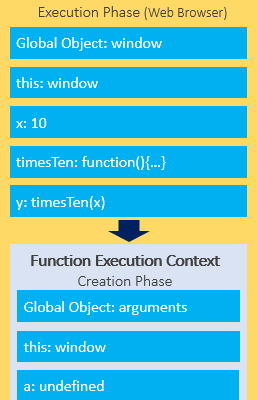 Execution Phase (Web Browser)
Global Object: window
this: window
x: 10
timesTen: function(){...}
y: timesTen(x)
Function Execution Context
Creation Phase
Global Object: arguments
this: window
a: undefined